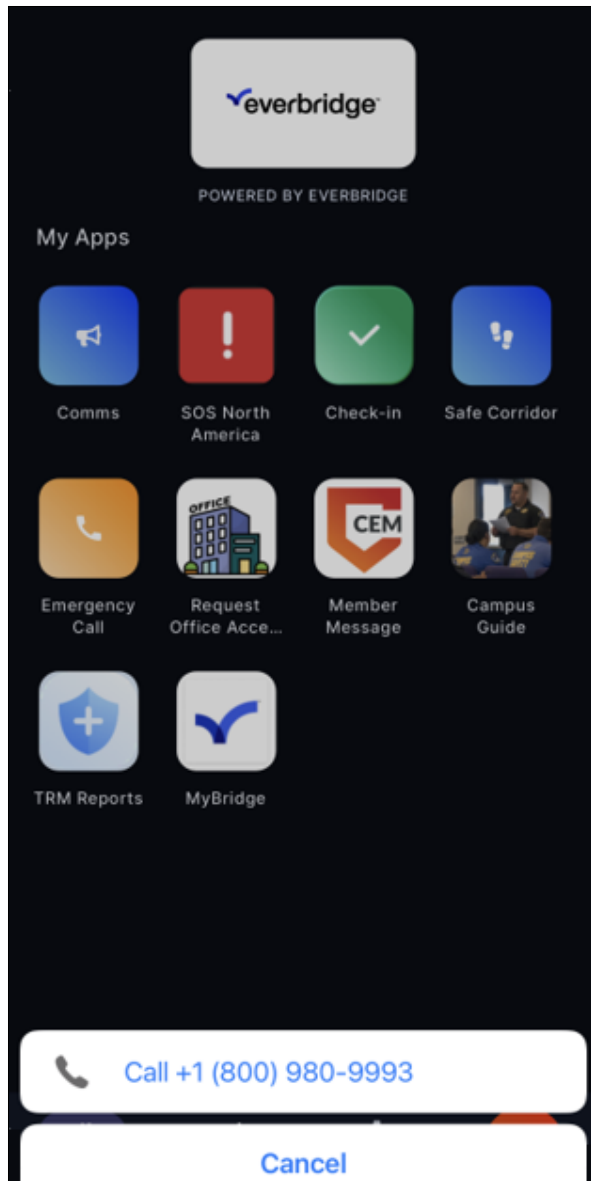 everbridge™
POWERED BY EVERBRIDGE
My Apps
Comms
SOS North
America
Check-in
Safe Corridor
OFFICE
CEM
Emergency
Call
Request
Office Acce...
Member
Message
Campus
Guide
TRM Reports
MyBridge
Call +1 (800) 980-9993
Cancel